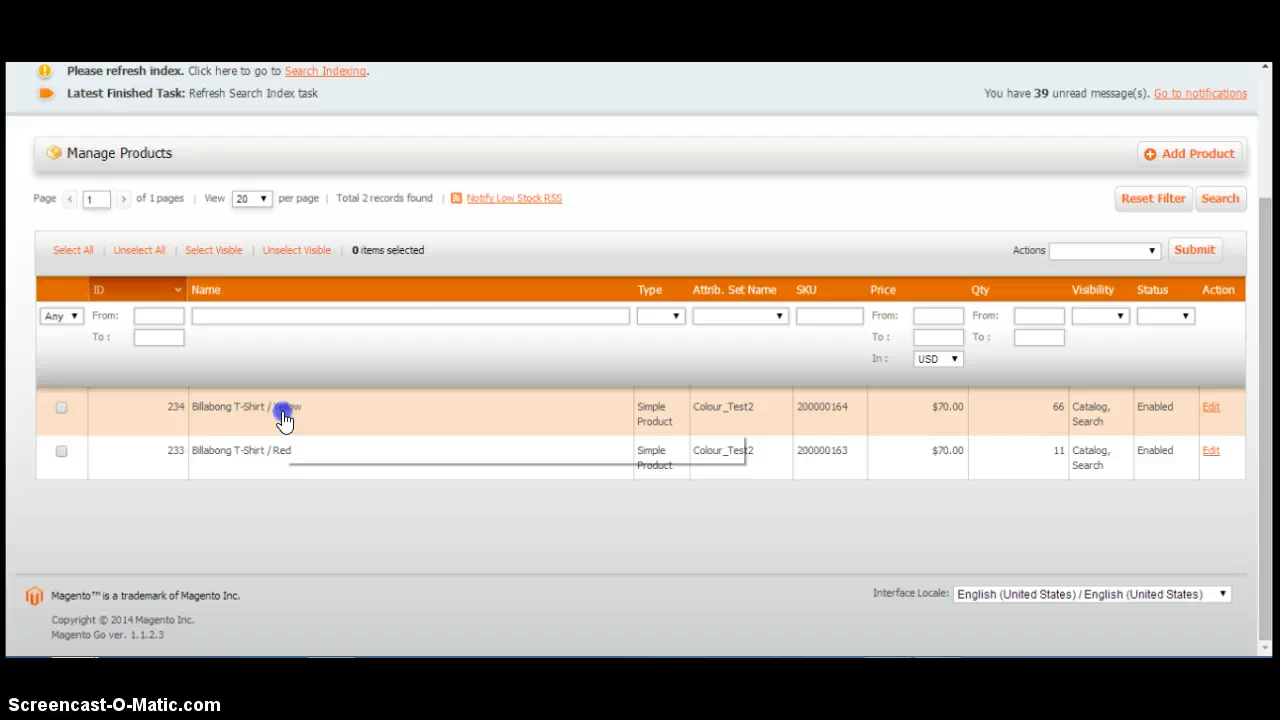 Please refresh index. Click here to go to Search Indexing.
Latest Finished Task: Refresh Search Index task
You have 39 unread message(s). Go to notifications
Manage Products
Add Product
Page 1 of 1 pages | View 20 per page | Total 2 records found | Notify Low Stock RSS
Reset Filter Search
Select All | Unselect All | Select Visible | Unselect Visible | 0 items selected
Actions Submit
ID Name Type Attrib. Set Name SKU Price Qty Visibility Status Action
Any From: From: From:
To : To : To :
In : USD
234 Billabong T-Shirt / Simple Colour_Test2 200000164 $70.00 66 Catalog, Enabled Edit
Product Search
233 Billabong T-Shirt / Red Simple Colour_Test2 200000163 $70.00 11 Catalog, Enabled Edit
Product Search
Magento™ is a trademark of Magento Inc.
Interface Locale: English (United States) / English (United States)
Copyright © 2014 Magento Inc.
Magento Go ver. 1.1.2.3
Screencast-O-Matic.com